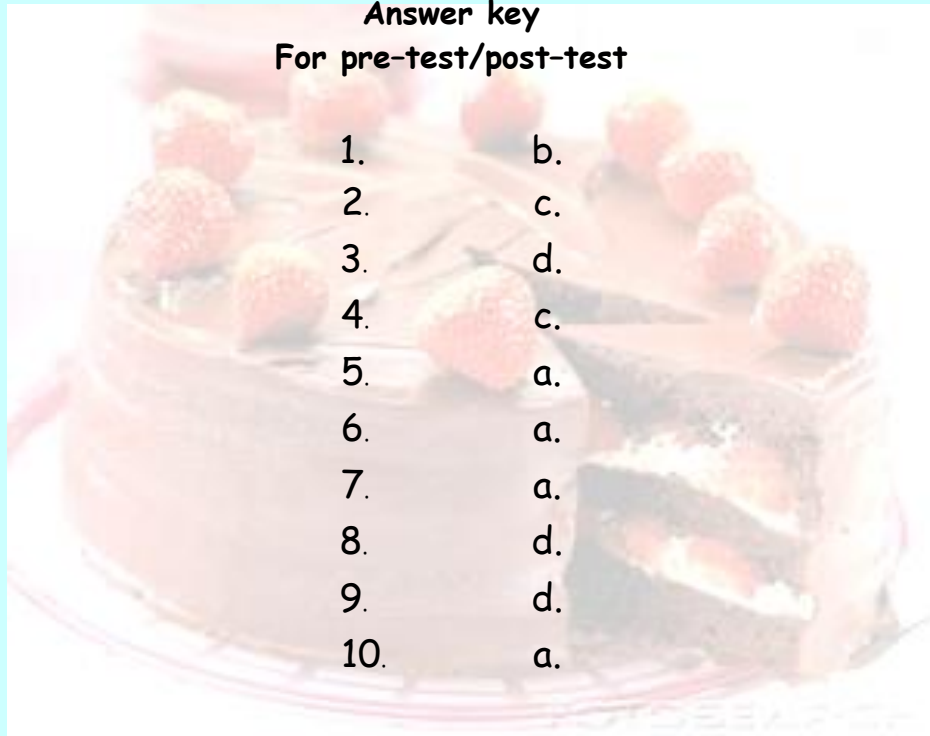 Answer key
For pre-test/post-test
1. b.
2. c.
3. d.
4. c.
5. a.
6. a.
7. a.
8. d.
9. d.
10. a.